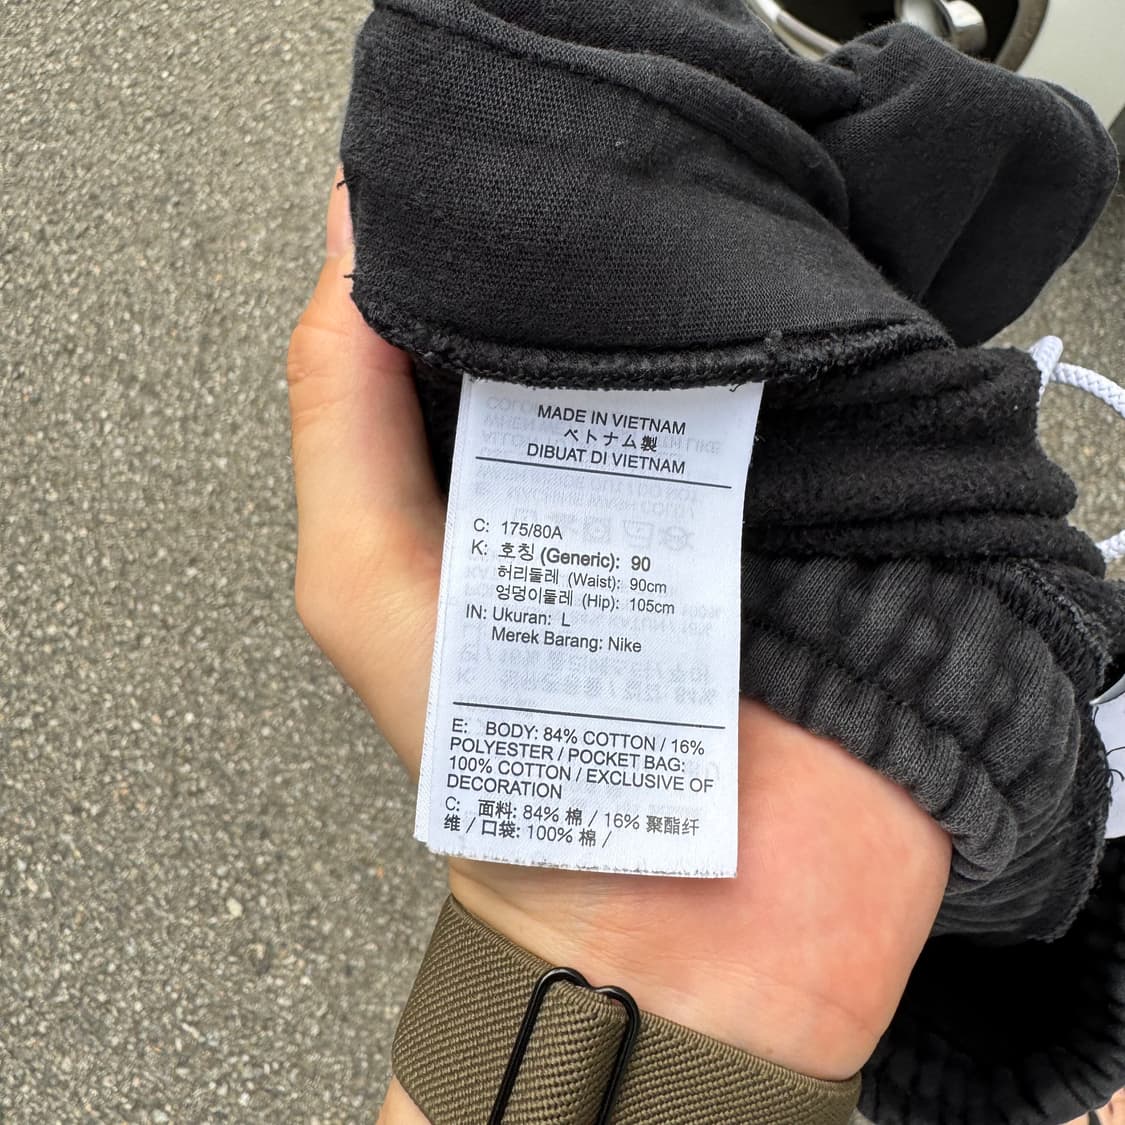 MADE IN VIETNAM
ベトナム製
DIBUAT DI VIETNAM
C: 175/80A
K: 호칭 (Generic): 90
허리둘레 (Waist): 90cm
엉덩이둘레 (Hip): 105cm
IN: Ukuran: L
Merek Barang: Nike
E: BODY: 84% COTTON / 16%
POLYESTER / POCKET BAG:
100% COTTON / EXCLUSIVE OF
DECORATION
C: 面料: 84% 棉 / 16% 聚酯纤
维 / 口袋: 100% 棉 /